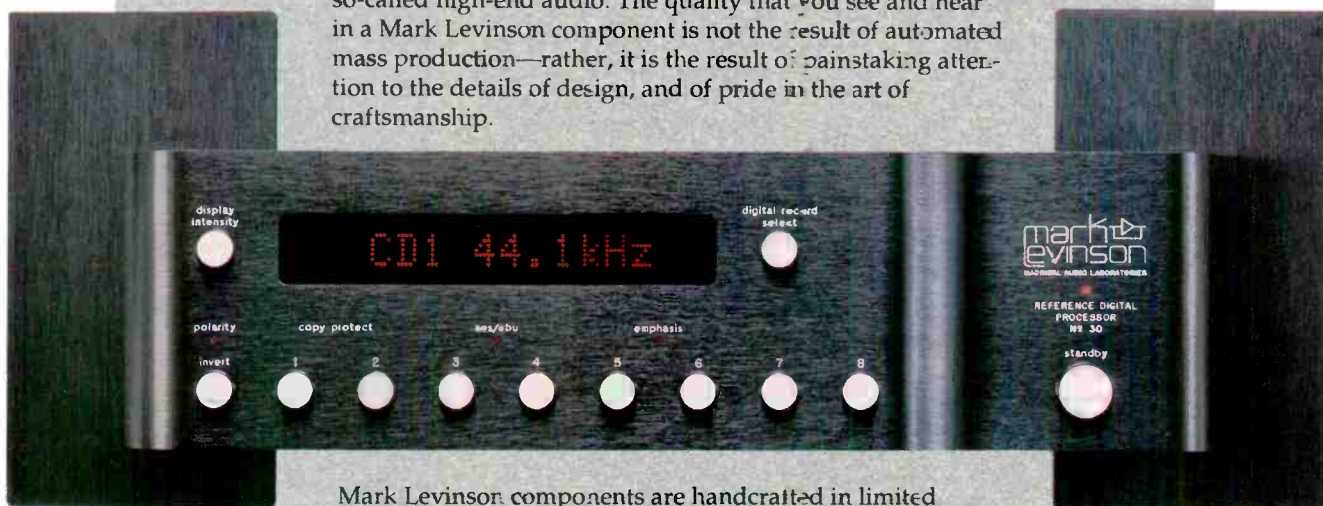 so-called high-end audio. The quality that you see and hear
in a Mark Levinson component is not the result of automated
mass production—rather, it is the result of painstaking atten-
tion to the details of design, and of pride in the art of
craftsmanship.
display
intensity
CD1 44.1kHz
digital record
select
mark
levinson
MADRIGAL AUDIO LABORATORIES
REFERENCE DIGITAL
PROCESSOR
Nº 30
polarity
copy protect
aes/ebu
emphasis
standby
invert
1 2 3 4 5 6 7 8
Mark Levinson components are handcrafted in limited